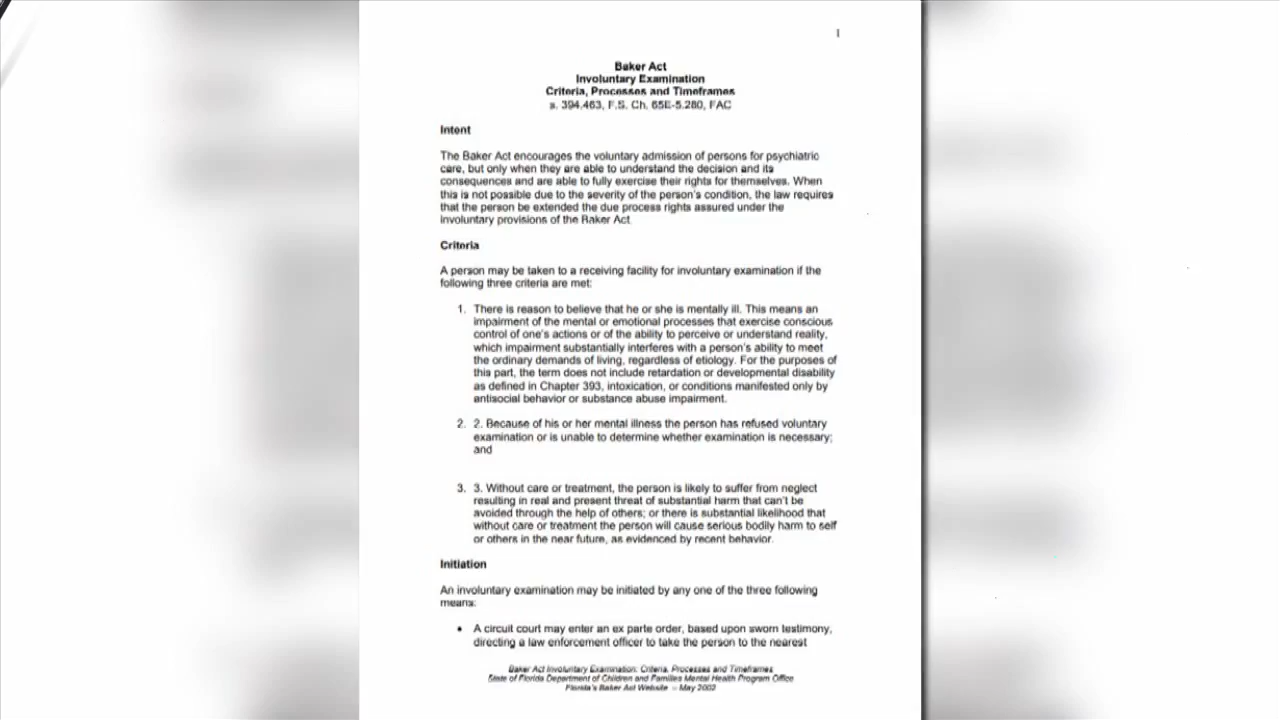 1
Baker Act
Involuntary Examination
Criteria, Processes and Timeframes
s. 394.463, F.S. Ch. 65E-5.280, FAC
Intent
The Baker Act encourages the voluntary admission of persons for psychiatric
care, but only when they are able to understand the decision and its
consequences and are able to fully exercise their rights for themselves. When
this is not possible due to the severity of the person's condition, the law requires
that the person be extended the due process rights assured under the
involuntary provisions of the Baker Act
Criteria
A person may be taken to a receiving facility for involuntary examination if the
following three criteria are met:
1. There is reason to believe that he or she is mentally ill. This means an
impairment of the mental or emotional processes that exercise conscious
control of one's actions or of the ability to perceive or understand reality,
which impairment substantially interferes with a person's ability to meet
the ordinary demands of living, regardless of etiology. For the purposes of
this part, the term does not include retardation or developmental disability
as defined in Chapter 393, intoxication, or conditions manifested only by
antisocial behavior or substance abuse impairment.
2. 2. Because of his or her mental illness the person has refused voluntary
examination or is unable to determine whether examination is necessary;
and
3. 3. Without care or treatment, the person is likely to suffer from neglect
resulting in real and present threat of substantial harm that can't be
avoided through the help of others; or there is substantial likelihood that
without care or treatment the person will cause serious bodily harm to self
or others in the near future, as evidenced by recent behavior.
Initiation
An involuntary examination may be initiated by any one of the three following
means:
• A circuit court may enter an ex parte order, based upon sworn testimony,
directing a law enforcement officer to take the person to the nearest
Baker Act Involuntary Examination: Criteria, Processes and Timeframes
State of Florida Department of Children and Families Mental Health Program Office
Florida's Baker Act Website – May 2002